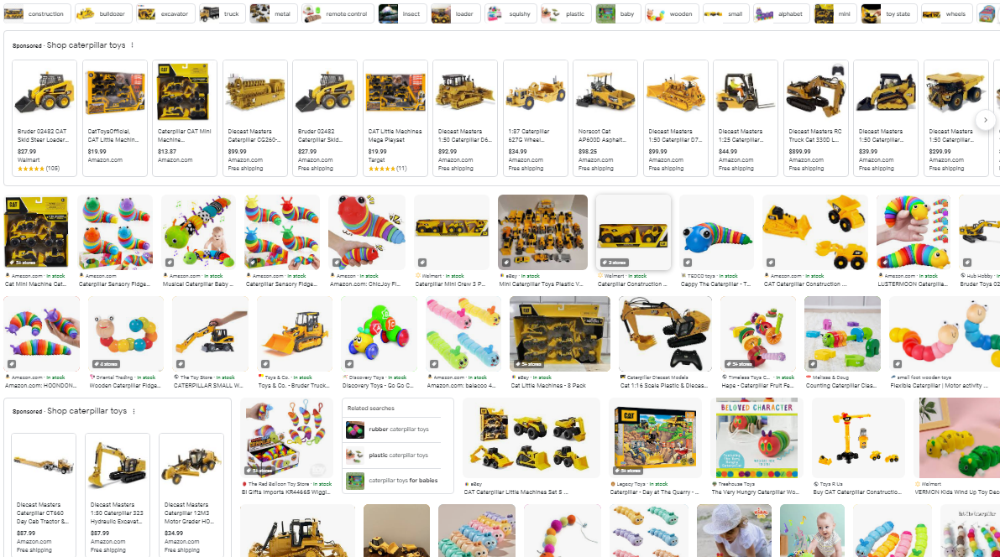 construction
bulldozer
excavator
truck
metal
remote control
insect
loader
squishy
plastic
baby
wooden
small
alphabet
mini
toy state
wheels
Sponsored · Shop caterpillar toys
Bruder 02482 CAT
Skid Steer Loader...
$27.99
Walmart
(105)
CatToysOfficial,
CAT Little Machin...
$19.99
Amazon.com
Caterpillar CAT Mini
Machine...
$13.87
Amazon.com
Diecast Masters
Caterpillar CG260-...
$99.99
Amazon.com
Free shipping
Bruder 02482
Caterpillar Skid...
$27.99
Amazon.com
Free shipping
CAT Little Machines
Mega Playset
$19.99
Target
(11)
Diecast Masters
1:50 Caterpillar D6...
$92.99
Amazon.com
Free shipping
1:87 Caterpillar
627G Wheel...
$34.99
Amazon.com
Free shipping
Norscot Cat
AP600D Asphalt...
$98.25
Amazon.com
Free shipping
Diecast Masters
1:50 Caterpillar D7...
$99.99
Amazon.com
Free shipping
Diecast Masters
1:25 Caterpillar...
$44.99
Amazon.com
Free shipping
Diecast Masters RC
Truck Cat 330D L...
$899.99
Amazon.com
Free shipping
Diecast Masters
1:50 Caterpillar...
$39.99
Amazon.com
Free shipping
Diecast Masters
1:50 Caterpillar...
$299.99
Amazon.com
Free shipping
CAT
5+ stores
Amazon.com · In stock
Cat Mini Machine Cat...
Amazon.com
Caterpillar Sensory Fidge...
Amazon.com · In stock
Musical Caterpillar Baby ...
Amazon.com · In stock
Caterpillar Sensory Fidge...
Amazon · In stock
Amazon.com: ChicJoy Fi...
Walmart · In stock
Caterpillar Mini Crew 3 P...
eBay
Mini Caterpillar Toys Plastic V...
3 stores
Walmart · In stock
Caterpillar Construction ...
TEDCO toys · In stock
Cappy The Caterpillar - T...
Amazon.com · In stock
CAT Caterpillar Construction ...
Amazon.com · In stock
LUSTERMOON Caterpilla...
Hub Hobby ·
Bruder Toys 02
Amazon.com · In stock
Amazon.com: HOONDON...
4 stores
Oriental Trading · In stock
Wooden Caterpillar Fidge...
The Toy Store · In stock
CATERPILLAR SMALL W...
Toys & Co. · In stock
Toys & Co. - Bruder Truck...
Discovery Toys · In stock
Discovery Toys - Go Go C...
Amazon.com · In stock
Amazon.com: balacoo 4...
5+ stores
eBay · In stock
Cat Little Machines - 8 Pack
Caterpillar Diecast Models
Cat 1:16 Scale Plastic & Diecas...
5+ stores
Timeless Toys C... · In stock
Hape - Caterpillar Fruit Fe...
Melissa & Doug
Counting Caterpillar Clas...
small foot wooden toys
Flexible Caterpillar | Motor activity ...
Sponsored · Shop caterpillar toys
Diecast Masters
Caterpillar CT660
Day Cab Tractor &...
$87.99
Amazon.com
Free shipping
Diecast Masters
1:50 Caterpillar 323
Hydraulic Excavat...
$87.99
Amazon.com
Free shipping
Diecast Masters
Caterpillar 12M3
Motor Grader HO...
$34.99
Amazon.com
Free shipping
5+ stores
The Red Balloon Toy Store · In stock
BI Gifts Imports KR44665 Wiggl...
Related searches
rubber caterpillar toys
plastic caterpillar toys
caterpillar toys for babies
eBay
CAT Caterpillar Little Machines Set 5 ...
CAT
5+ stores
Legacy Toys · In stock
Caterpillar - Day at The Quarry - ...
BELOVED CHARACTER
Treehouse Toys
The Very Hungry Caterpillar Wo...
Toys R Us
Buy CAT Caterpillar Constructio...
Walmart
VERMON Kids Wind Up Toy Dec